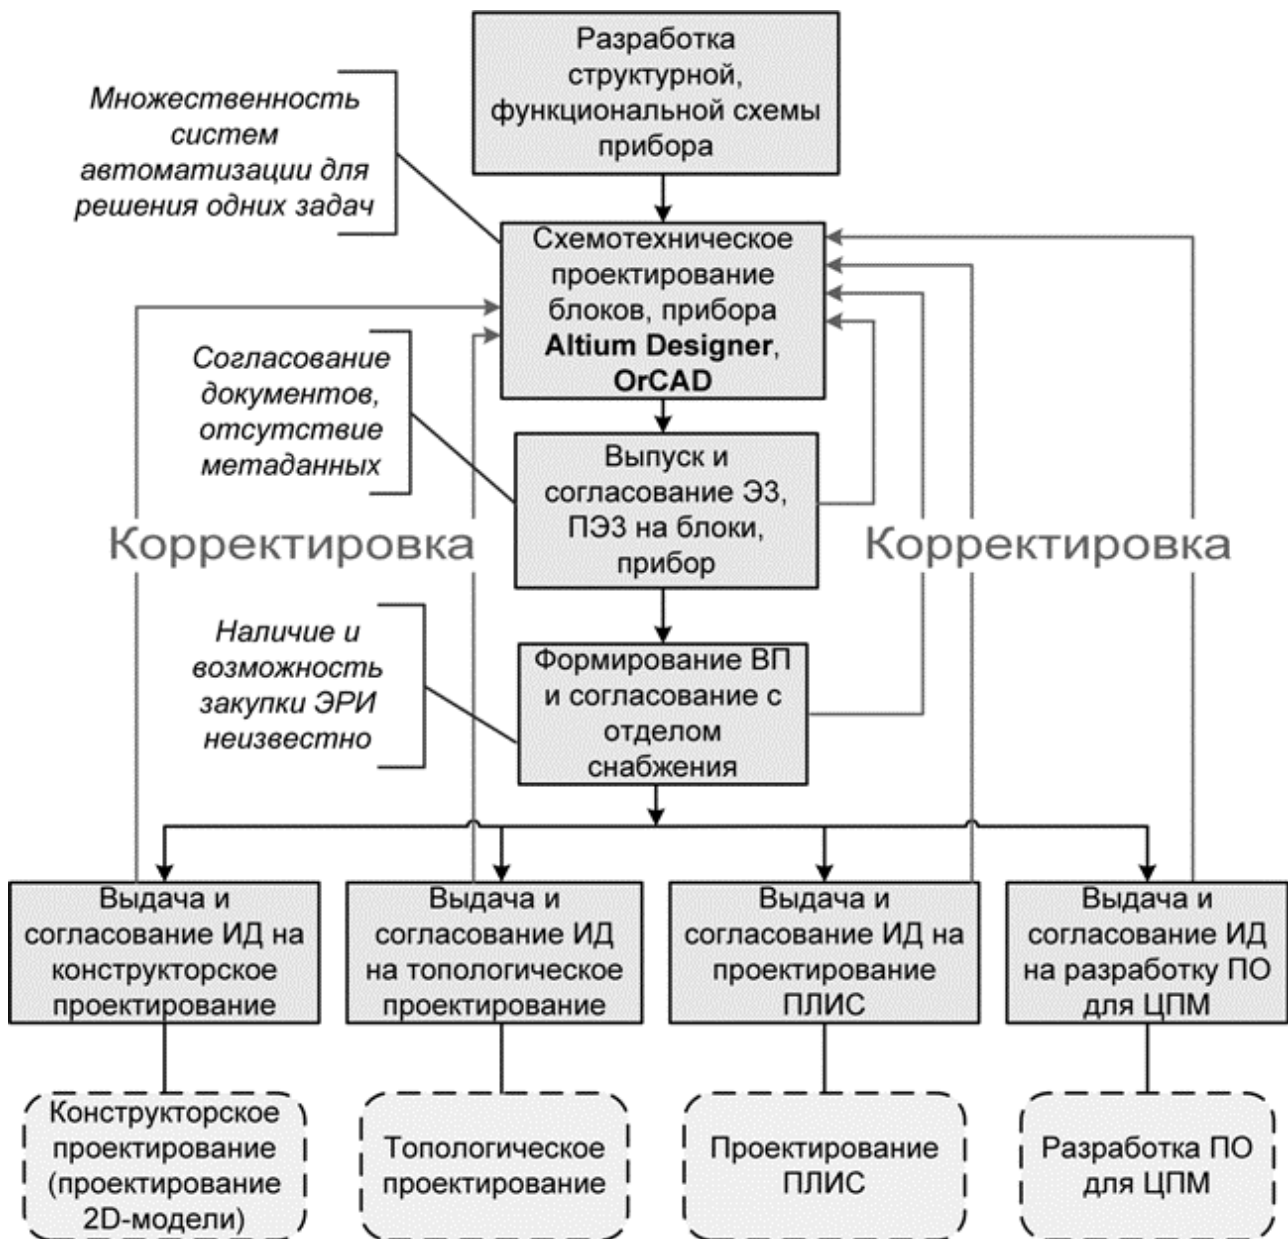 Разработка
структурной,
функциональной схемы
прибора
Множественность
систем
автоматизации для
решения одних задач
Схемотехническое
проектирование
блоков, прибора
Altium Designer,
OrCAD
Согласование
документов,
отсутствие
метаданных
Выпуск и
согласование Э3,
ПЭ3 на блоки,
прибор
Корректировка
Корректировка
Наличие и
возможность
закупки ЭРИ
неизвестно
Формирование ВП
и согласование с
отделом
снабжения
Выдача и
согласование ИД на
конструкторское
проектирование
Выдача и
согласование ИД
на топологическое
проектирование
Выдача и
согласование ИД на
проектирование
ПЛИС
Выдача и
согласование ИД
на разработку ПО
для ЦПМ
Конструкторское
проектирование
(проектирование
2D-модели)
Топологическое
проектирование
Проектирование
ПЛИС
Разработка ПО
для ЦПМ